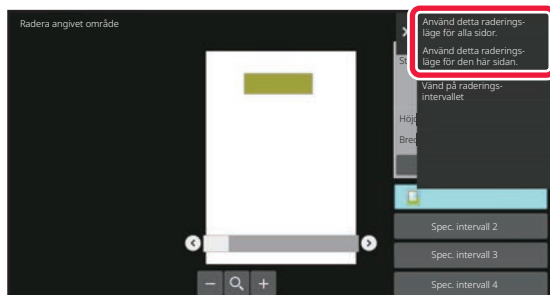 Radera angivet område
Använd detta raderings-
läge för alla sidor.
Använd detta raderings-
läge för den här sidan.
Vänd på raderings-
intervallet
Spec. intervall 2
Spec. intervall 3
Spec. intervall 4